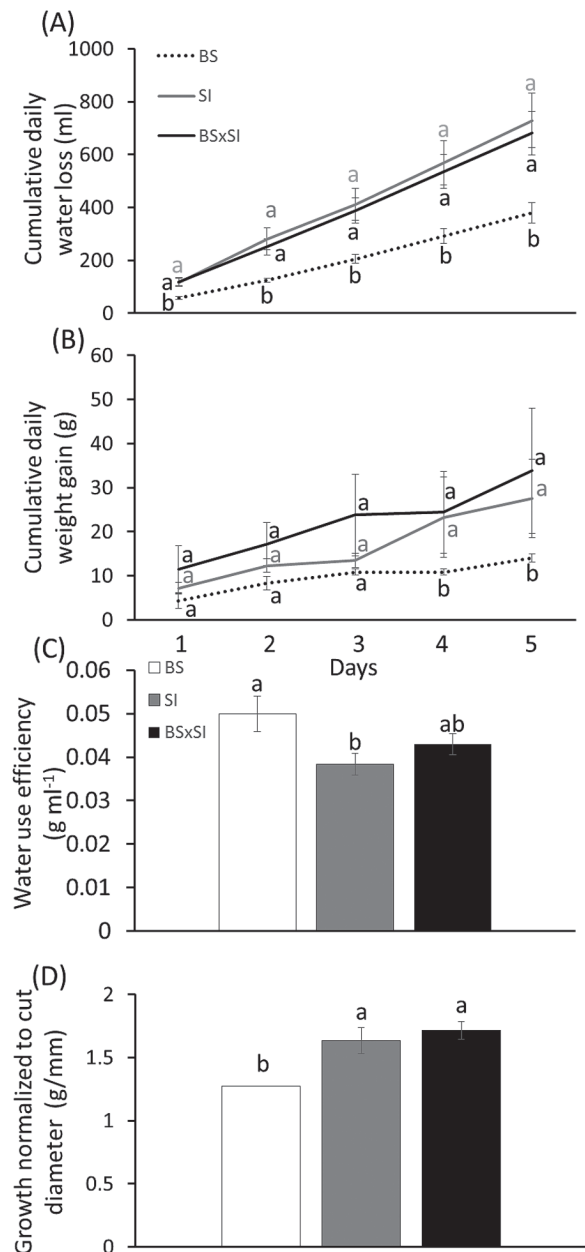 (A)
Cumulative daily
water loss (ml)
1000
800
600
400
200
0
BS
SI
BSxSI
a
a
a
a
a
a
a
a
a
a
b
b
b
b
b
(B)
Cumulative daily
weight gain (g)
60
50
40
30
20
10
0
a
a
a
a
a
a
a
a
a
a
a
a
a
b
b
1
2
3
4
5
Days
(C)
Water use efficiency
(g ml-1)
0.06
0.05
0.04
0.03
0.02
0.01
0
BS
SI
BSxSI
a
b
ab
(D)
Growth normalized to cut
diameter (g/mm)
2
1.5
1
0.5
0
b
a
a